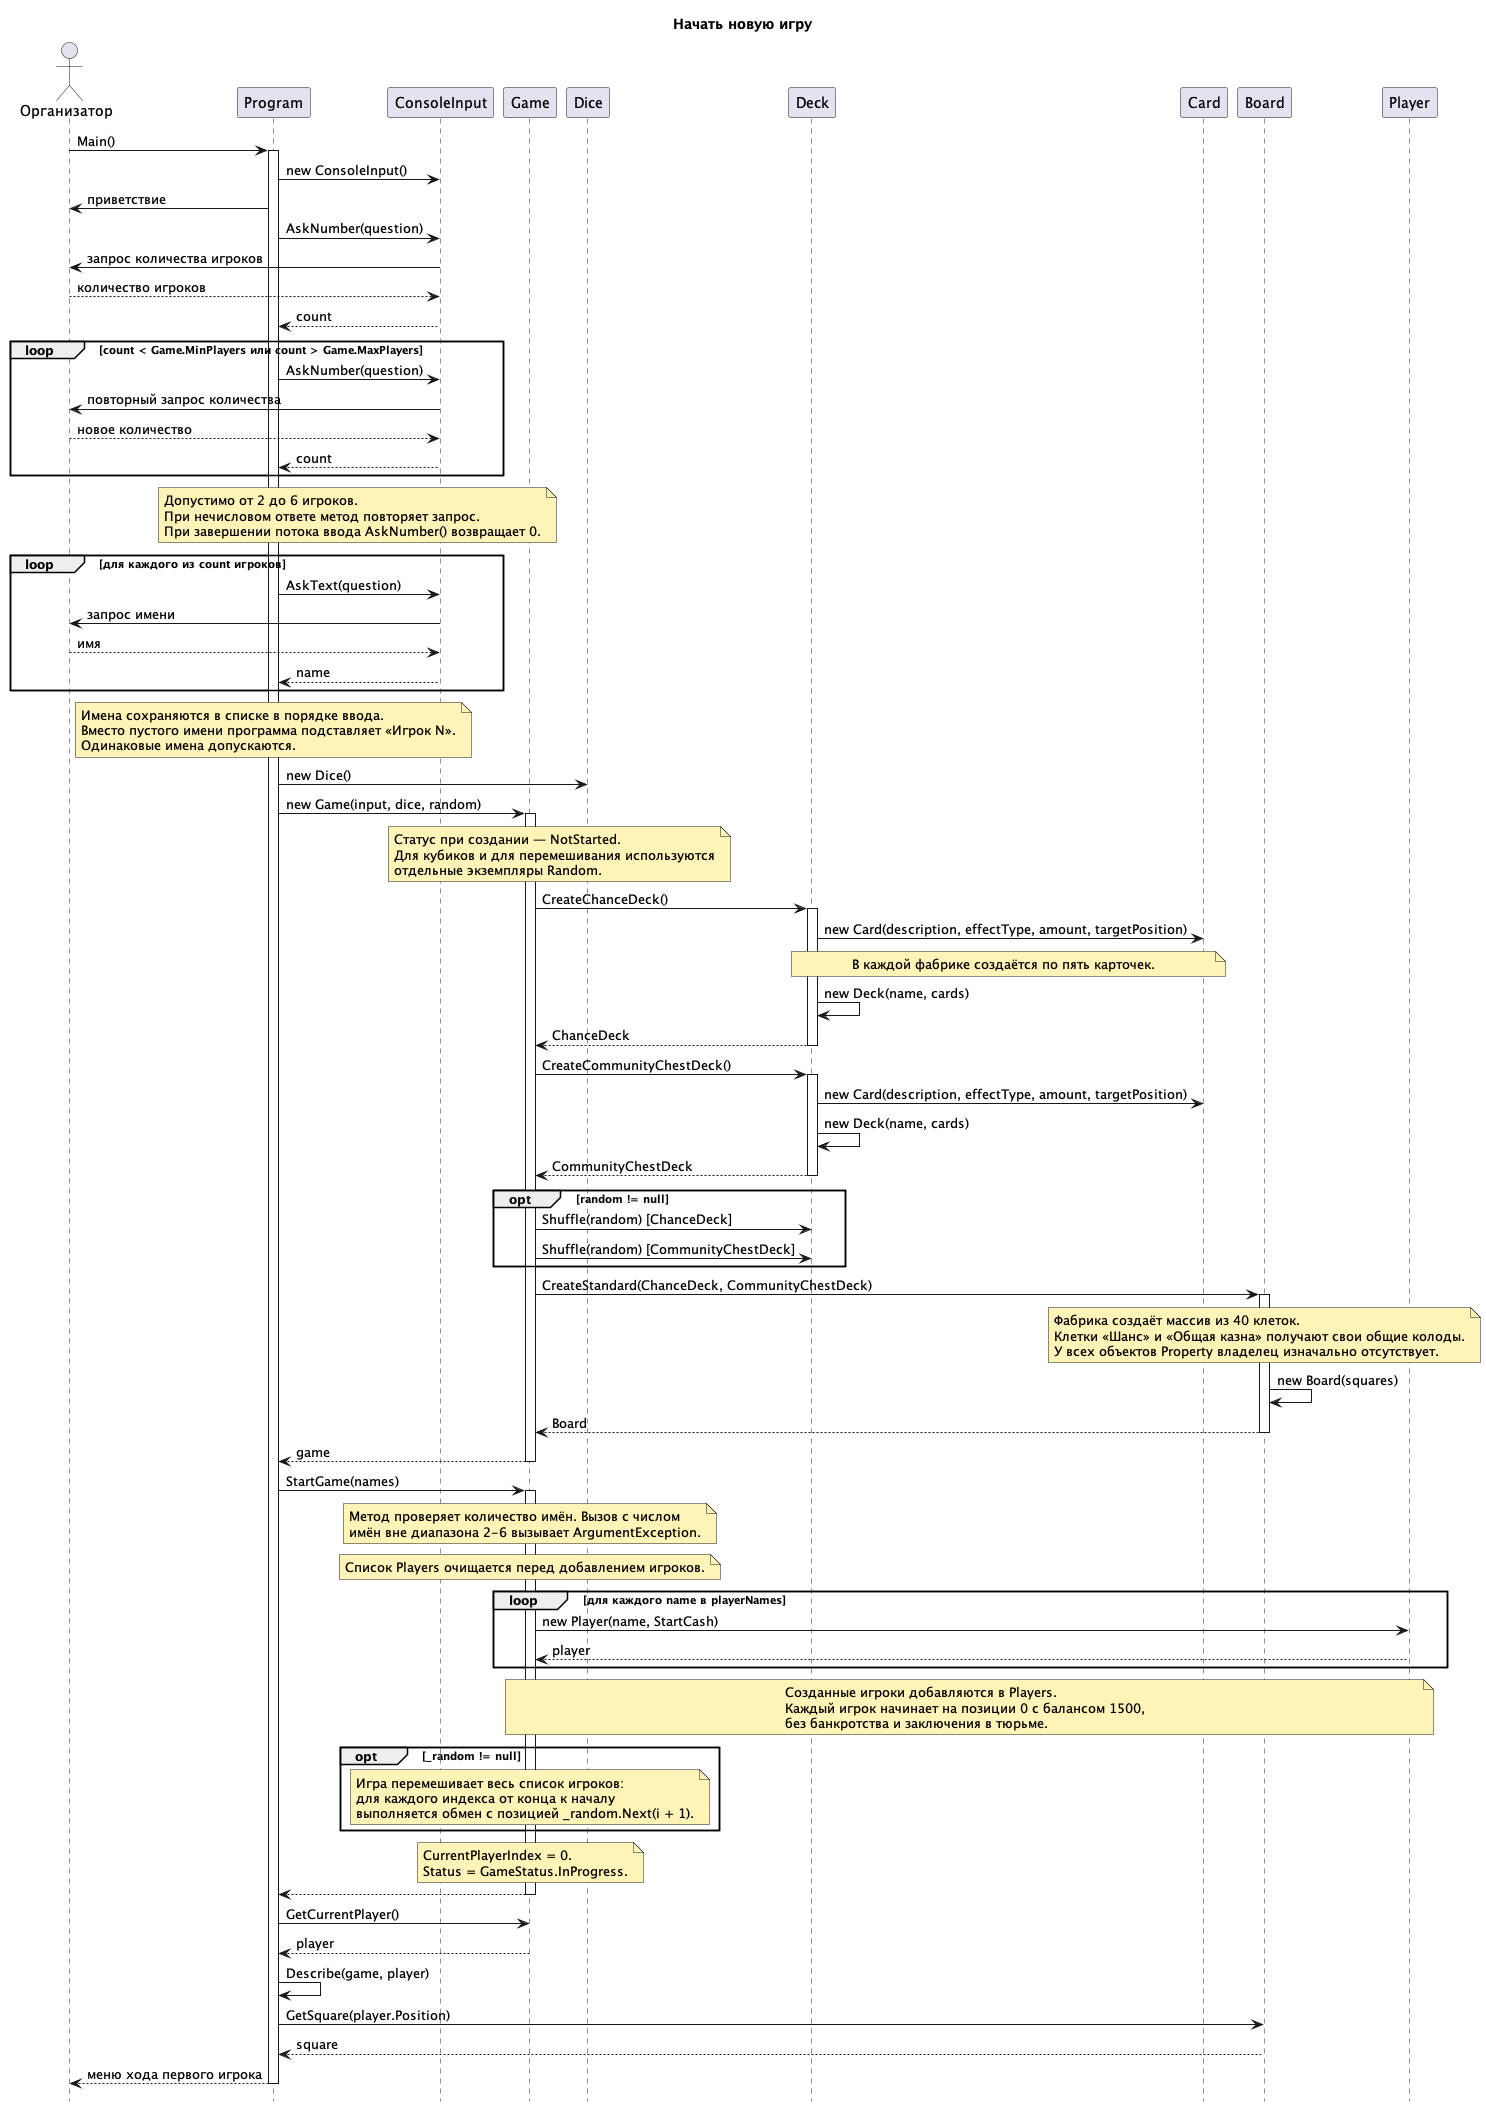 Начать новую игру
Организатор
Program
ConsoleInput
Game
Dice
Deck
Card
Board
Player
Main()
new ConsoleInput()
приветствие
AskNumber(question)
запрос количества игроков
количество игроков
count
loop
[count < Game.MinPlayers или count > Game.MaxPlayers]
AskNumber(question)
повторный запрос количества
новое количество
count
Допустимо от 2 до 6 игроков.
При нечисловом ответе метод повторяет запрос.
При завершении потока ввода AskNumber() возвращает 0.
loop
[для каждого из count игроков]
AskText(question)
запрос имени
имя
name
Имена сохраняются в списке в порядке ввода.
Вместо пустого имени программа подставляет «Игрок N».
Одинаковые имена допускаются.
new Dice()
new Game(input, dice, random)
Статус при создании — NotStarted.
Для кубиков и для перемешивания используются
отдельные экземпляры Random.
CreateChanceDeck()
new Card(description, effectType, amount, targetPosition)
В каждой фабрике создаётся по пять карточек.
new Deck(name, cards)
ChanceDeck
CreateCommunityChestDeck()
new Card(description, effectType, amount, targetPosition)
new Deck(name, cards)
CommunityChestDeck
opt
[random != null]
Shuffle(random) [ChanceDeck]
Shuffle(random) [CommunityChestDeck]
CreateStandard(ChanceDeck, CommunityChestDeck)
Фабрика создаёт массив из 40 клеток.
Клетки «Шанс» и «Общая казна» получают свои общие колоды.
У всех объектов Property владелец изначально отсутствует.
new Board(squares)
Board
game
StartGame(names)
Метод проверяет количество имён. Вызов с числом
имён вне диапазона 2-6 вызывает ArgumentException.
Список Players очищается перед добавлением игроков.
loop
[для каждого name в playerNames]
new Player(name, StartCash)
player
Созданные игроки добавляются в Players.
Каждый игрок начинает на позиции 0 с балансом 1500,
без банкротства и заключения в тюрьме.
opt
[_random != null]
Игра перемешивает весь список игроков:
для каждого индекса от конца к началу
выполняется обмен с позицией _random.Next(i + 1).
CurrentPlayerIndex = 0.
Status = GameStatus.InProgress.
GetCurrentPlayer()
player
Describe(game, player)
GetSquare(player.Position)
square
меню хода первого игрока